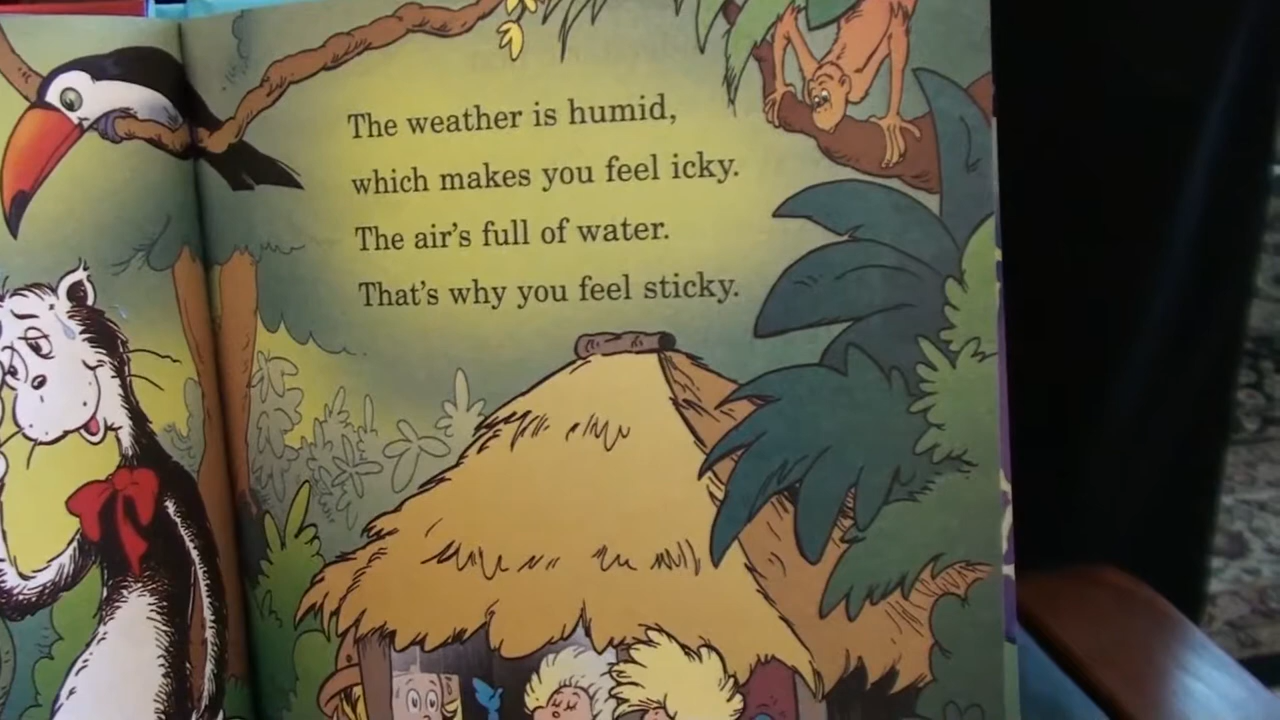 The weather is humid,
which makes you feel icky.
The air's full of water.
That's why you feel sticky.